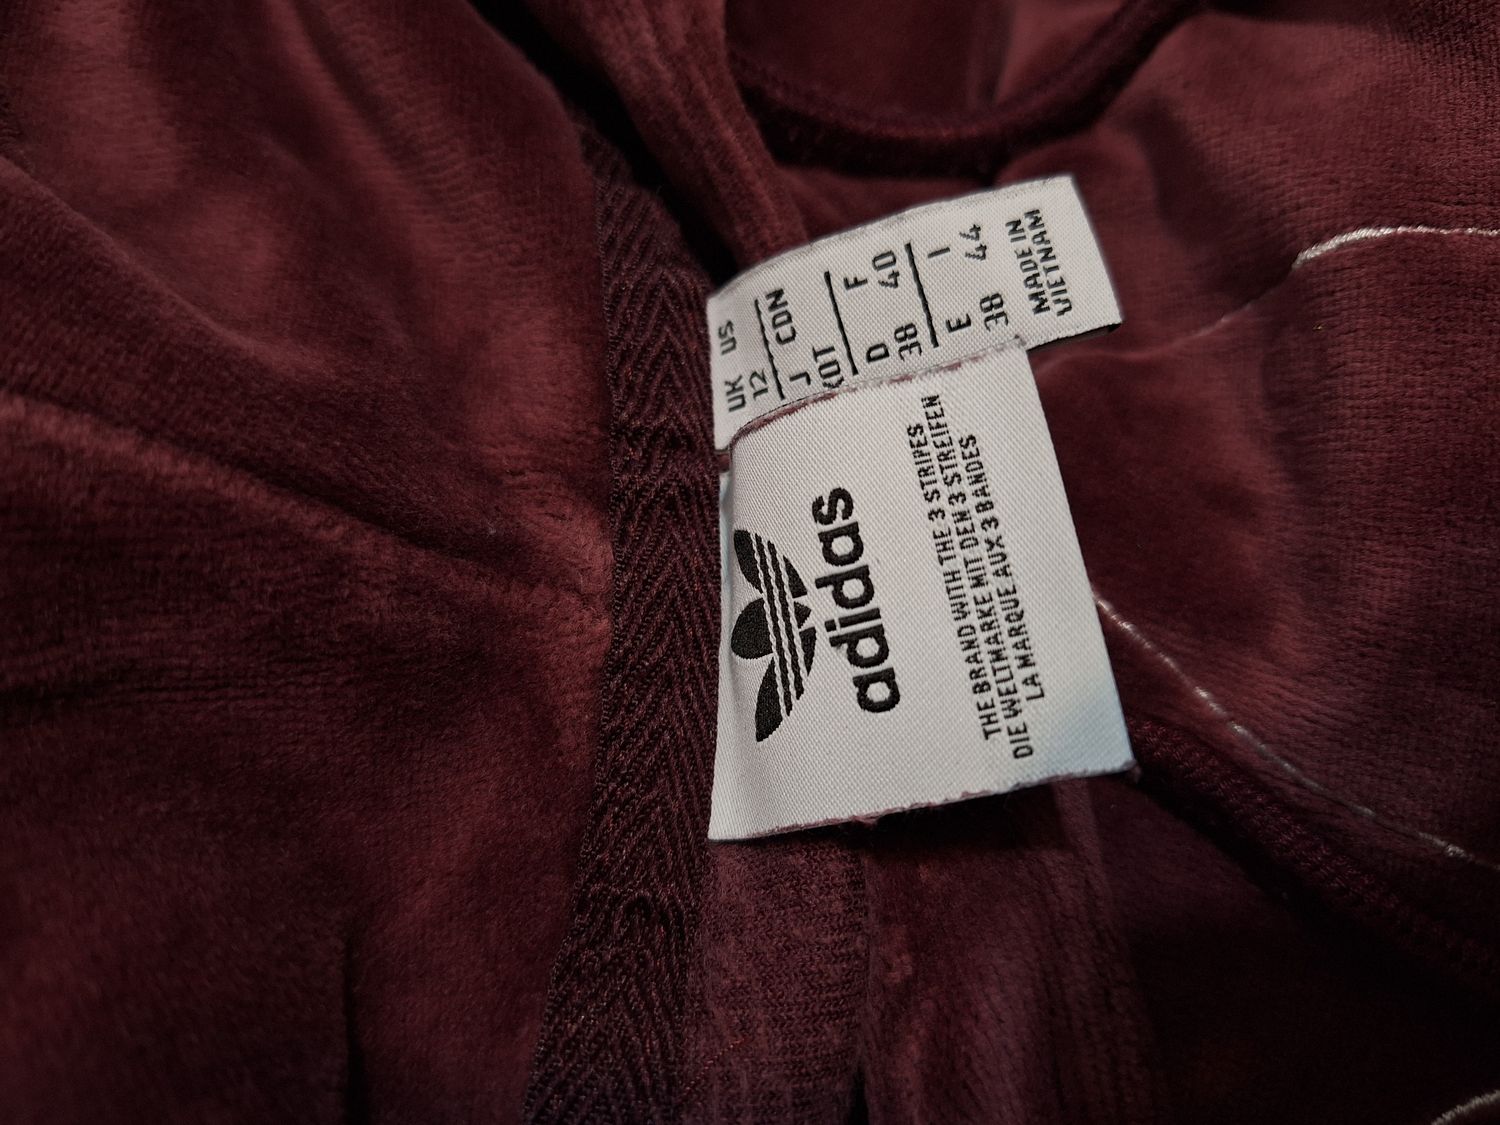 UK US
12
J CDN
XOT
D F
38 40
E I
38 44
MADE IN
VIETNAM
adidas
THE BRAND WITH THE 3 STRIPES
DIE WELTMARKE MIT DEN 3 STREIFEN
LA MARQUE AUX 3 BANDES